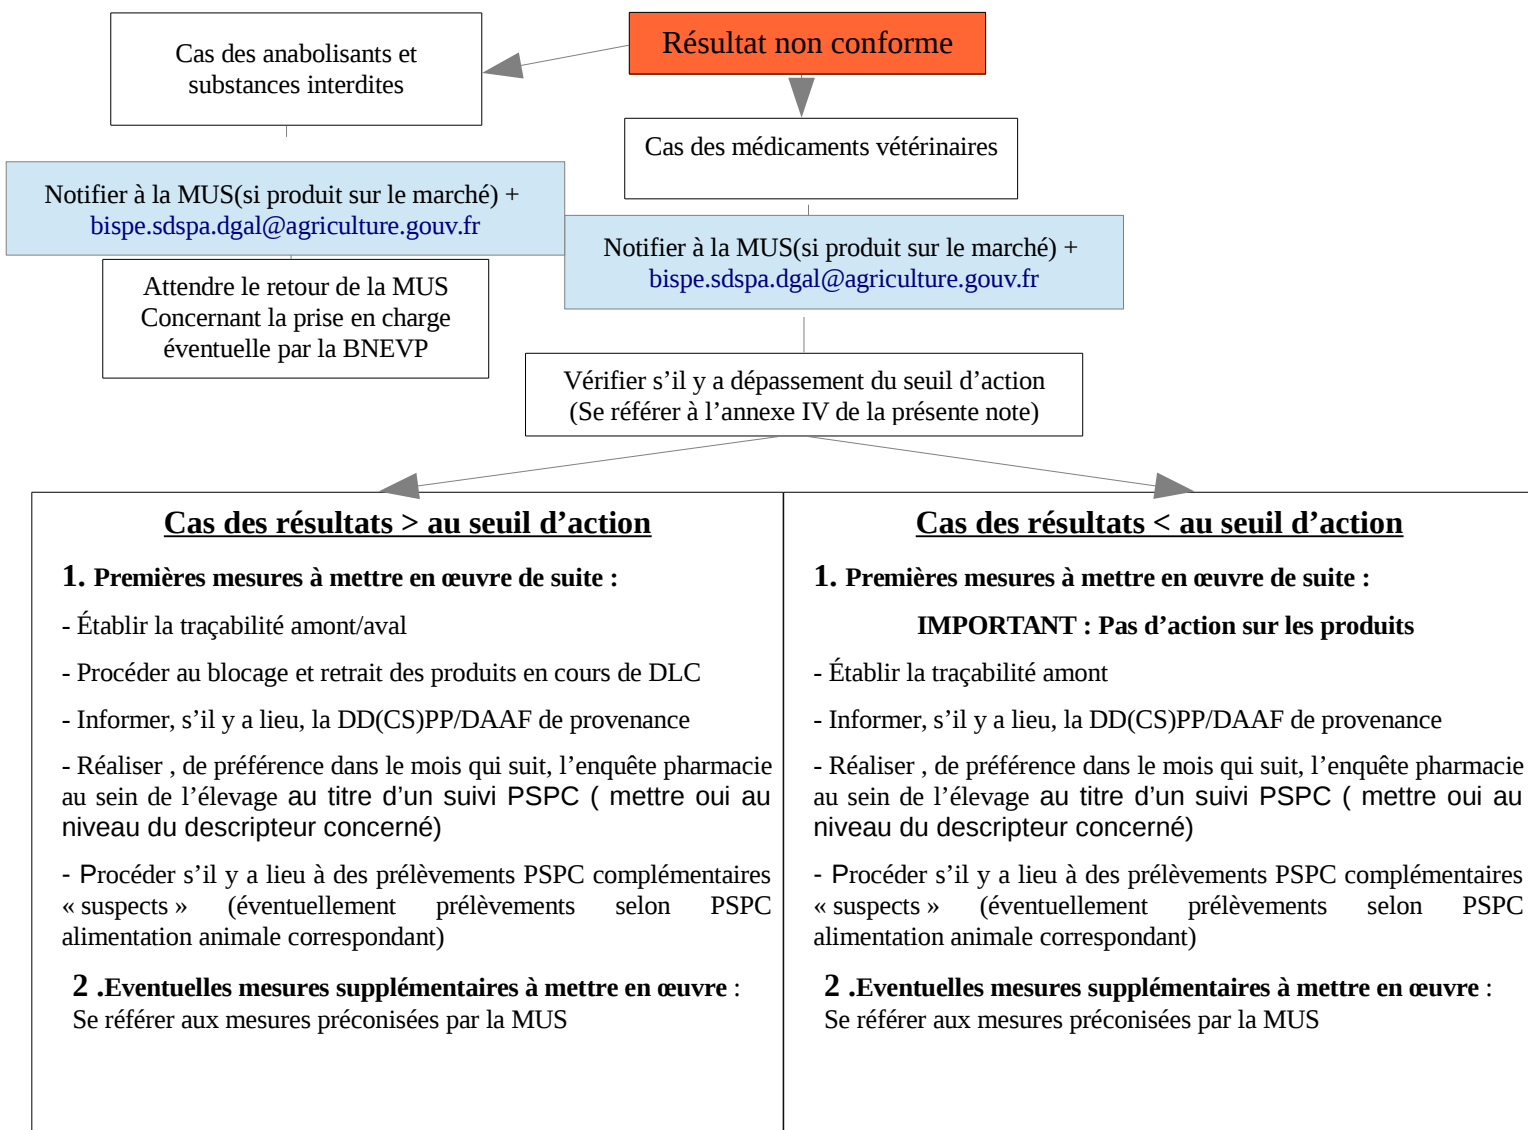 Résultat non conforme
Cas des anabolisants et
substances interdites
Cas des médicaments vétérinaires
Notifier à la MUS(si produit sur le marché) +
bispe.sdspa.dgal@agriculture.gouv.fr
Notifier à la MUS(si produit sur le marché) +
bispe.sdspa.dgal@agriculture.gouv.fr
Attendre le retour de la MUS
Concernant la prise en charge
éventuelle par la BNEVP
Vérifier s’il y a dépassement du seuil d’action
(Se référer à l’annexe IV de la présente note)
Cas des résultats > au seuil d’action
1. Premières mesures à mettre en œuvre de suite :
- Établir la traçabilité amont/aval
- Procéder au blocage et retrait des produits en cours de DLC
- Informer, s’il y a lieu, la DD(CS)PP/DAAF de provenance
- Réaliser , de préférence dans le mois qui suit, l’enquête pharmacie
au sein de l’élevage au titre d’un suivi PSPC ( mettre oui au
niveau du descripteur concerné)
- Procéder s’il y a lieu à des prélèvements PSPC complémentaires
« suspects » (éventuellement prélèvements selon PSPC
alimentation animale correspondant)
2 .Eventuelles mesures supplémentaires à mettre en œuvre :
Se référer aux mesures préconisées par la MUS
Cas des résultats < au seuil d’action
1. Premières mesures à mettre en œuvre de suite :
IMPORTANT : Pas d’action sur les produits
- Établir la traçabilité amont
- Informer, s’il y a lieu, la DD(CS)PP/DAAF de provenance
- Réaliser , de préférence dans le mois qui suit, l’enquête pharmacie
au sein de l’élevage au titre d’un suivi PSPC ( mettre oui au
niveau du descripteur concerné)
- Procéder s’il y a lieu à des prélèvements PSPC complémentaires
« suspects » (éventuellement prélèvements selon PSPC
alimentation animale correspondant)
2 .Eventuelles mesures supplémentaires à mettre en œuvre :
Se référer aux mesures préconisées par la MUS